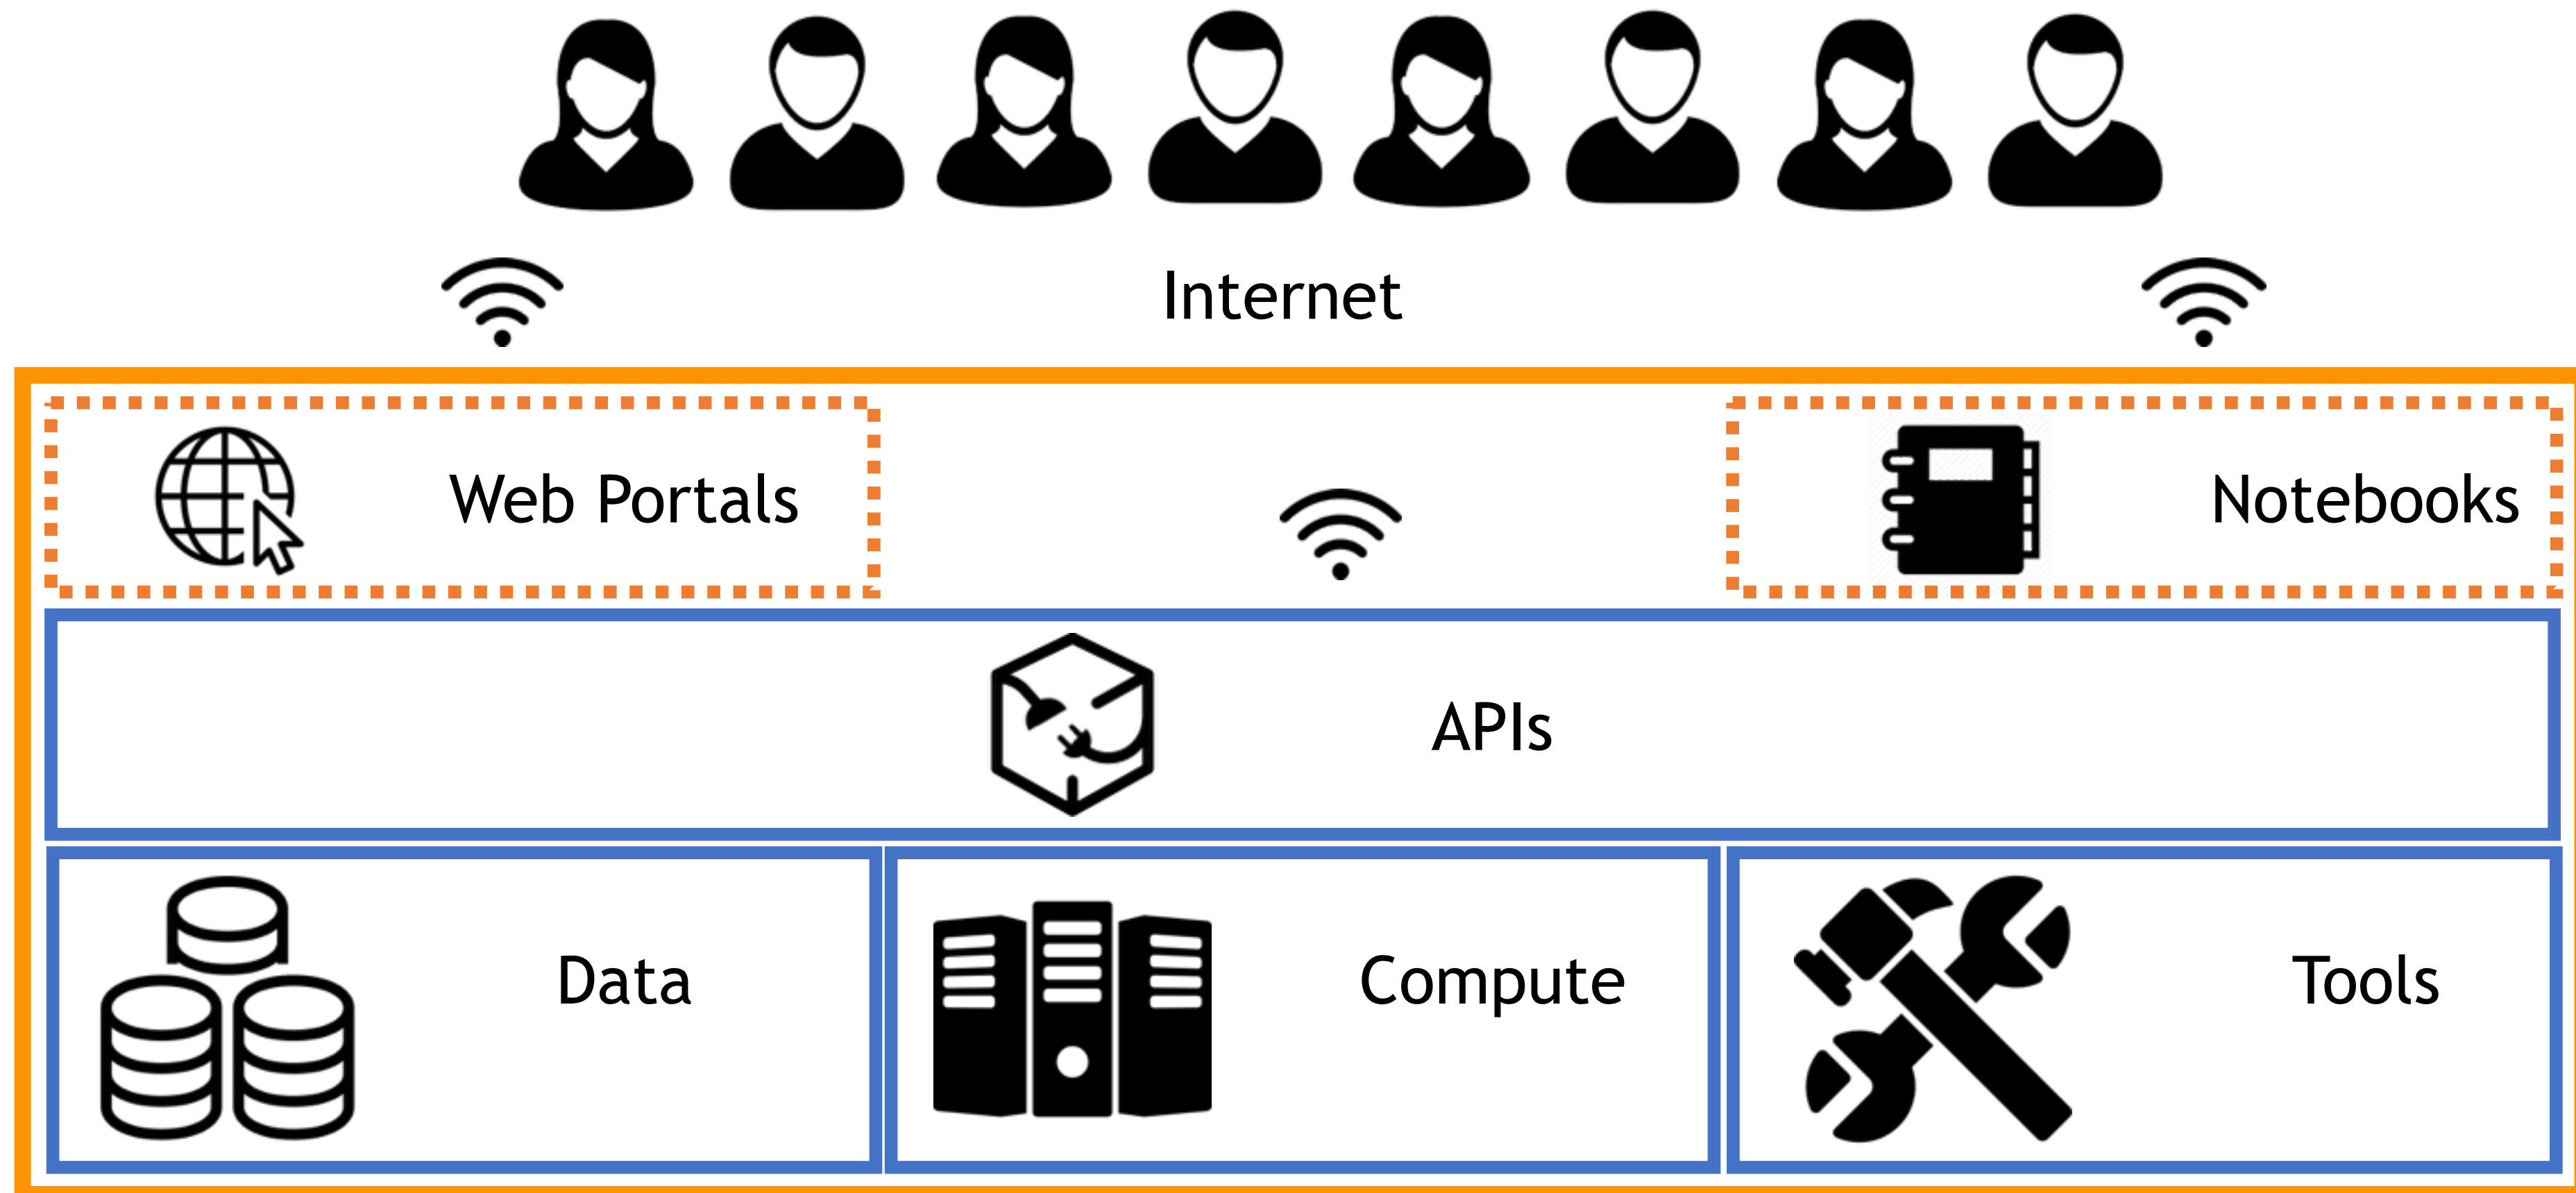 Internet
Web Portals
Notebooks
APIs
Data
Compute
Tools